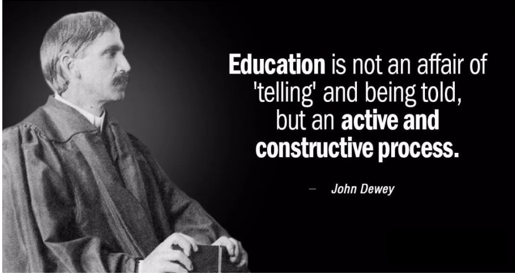 Education is not an affair of
'telling' and being told,
but an active and
constructive process.
– John Dewey